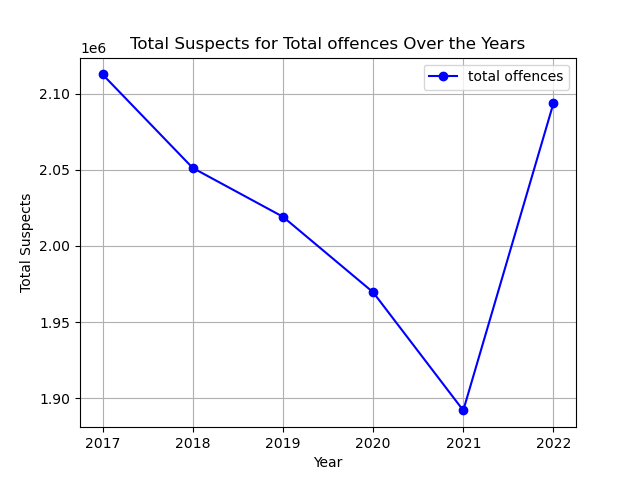 Total Suspects for Total offences Over the Years
1e6
total offences
2.10
2.05
2.00
1.95
1.90
Total Suspects
2017 2018 2019 2020 2021 2022
Year